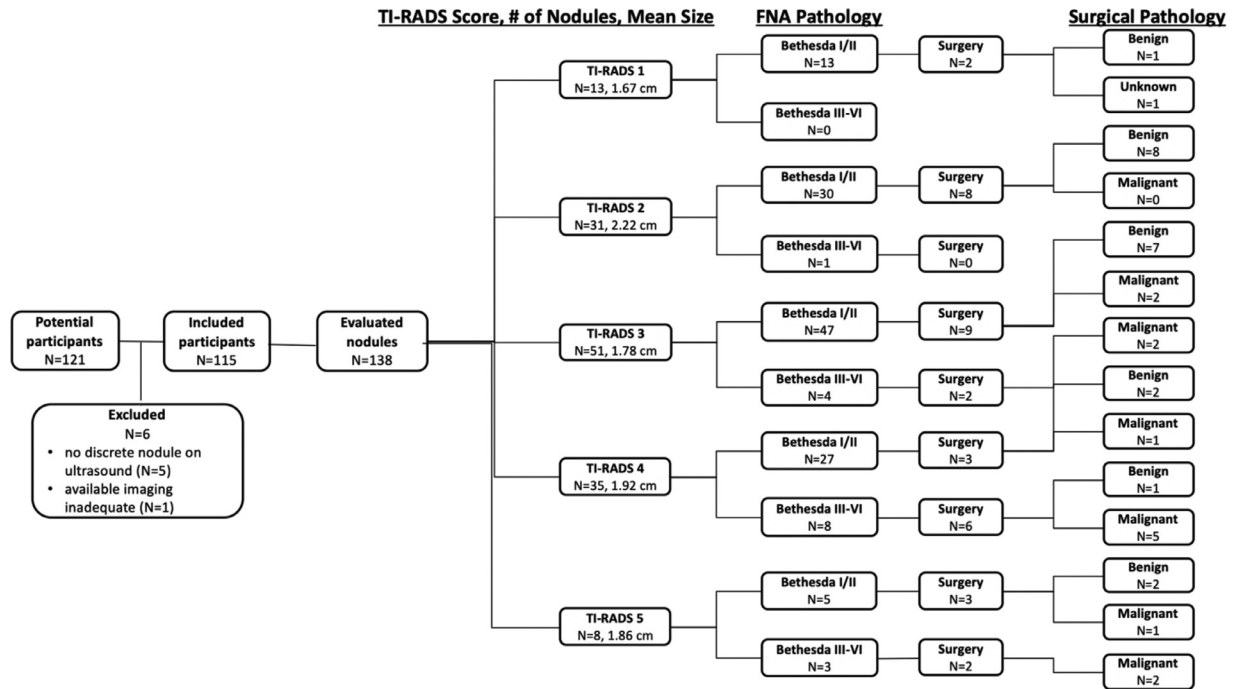 TI-RADS Score, # of Nodules, Mean Size
FNA Pathology
Surgical Pathology
Potential
participants
N=121
Excluded
N=6
• no discrete nodule on
ultrasound (N=5)
• available imaging
inadequate (N=1)
Included
participants
N=115
Evaluated
nodules
N=138
TI-RADS 1
N=13, 1.67 cm
Bethesda I/II
N=13
Surgery
N=2
Benign
N=1
Unknown
N=1
Bethesda III-VI
N=0
TI-RADS 2
N=31, 2.22 cm
Bethesda I/II
N=30
Surgery
N=8
Benign
N=8
Malignant
N=0
Bethesda III-VI
N=1
Surgery
N=0
TI-RADS 3
N=51, 1.78 cm
Bethesda I/II
N=47
Surgery
N=9
Benign
N=7
Malignant
N=2
Bethesda III-VI
N=4
Surgery
N=2
Malignant
N=2
TI-RADS 4
N=35, 1.92 cm
Bethesda I/II
N=27
Surgery
N=3
Benign
N=2
Malignant
N=1
Bethesda III-VI
N=8
Surgery
N=6
Benign
N=1
Malignant
N=5
TI-RADS 5
N=8, 1.86 cm
Bethesda I/II
N=5
Surgery
N=3
Benign
N=2
Malignant
N=1
Bethesda III-VI
N=3
Surgery
N=2
Malignant
N=2